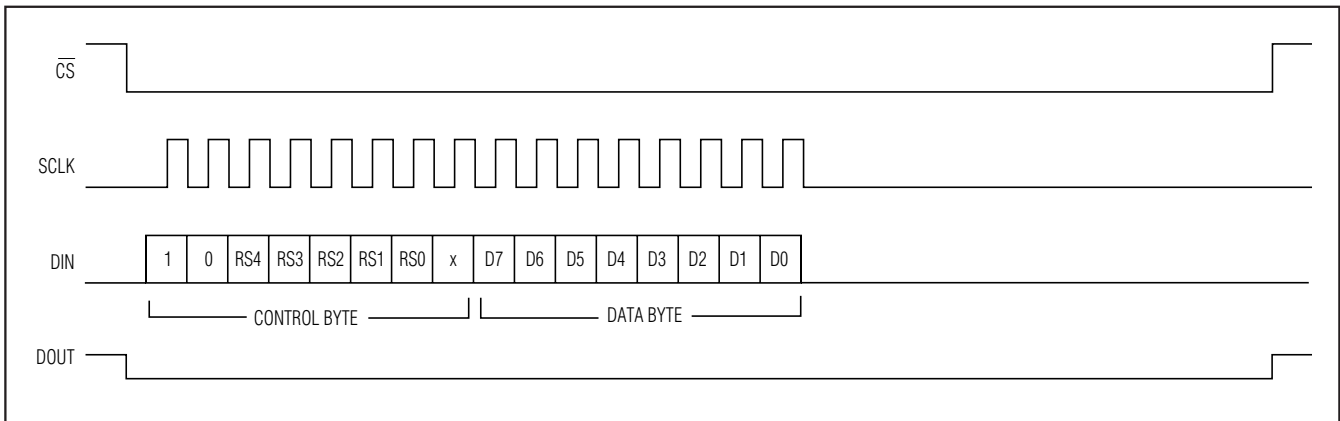 C̅S̅
SCLK
DIN 1 0 RS4 RS3 RS2 RS1 RS0 x D7 D6 D5 D4 D3 D2 D1 D0
CONTROL BYTE DATA BYTE
DOUT